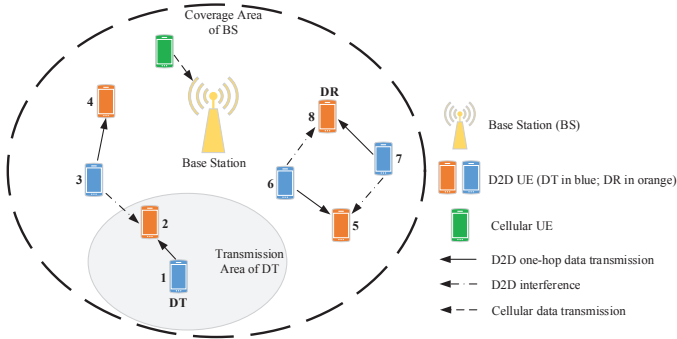 Coverage Area
of BS
4
DR
8
Base Station
7
3
6
2
5
Transmission
Area of DT
1
DT
Base Station (BS)
D2D UE (DT in blue; DR in orange)
Cellular UE
D2D one-hop data transmission
D2D interference
Cellular data transmission